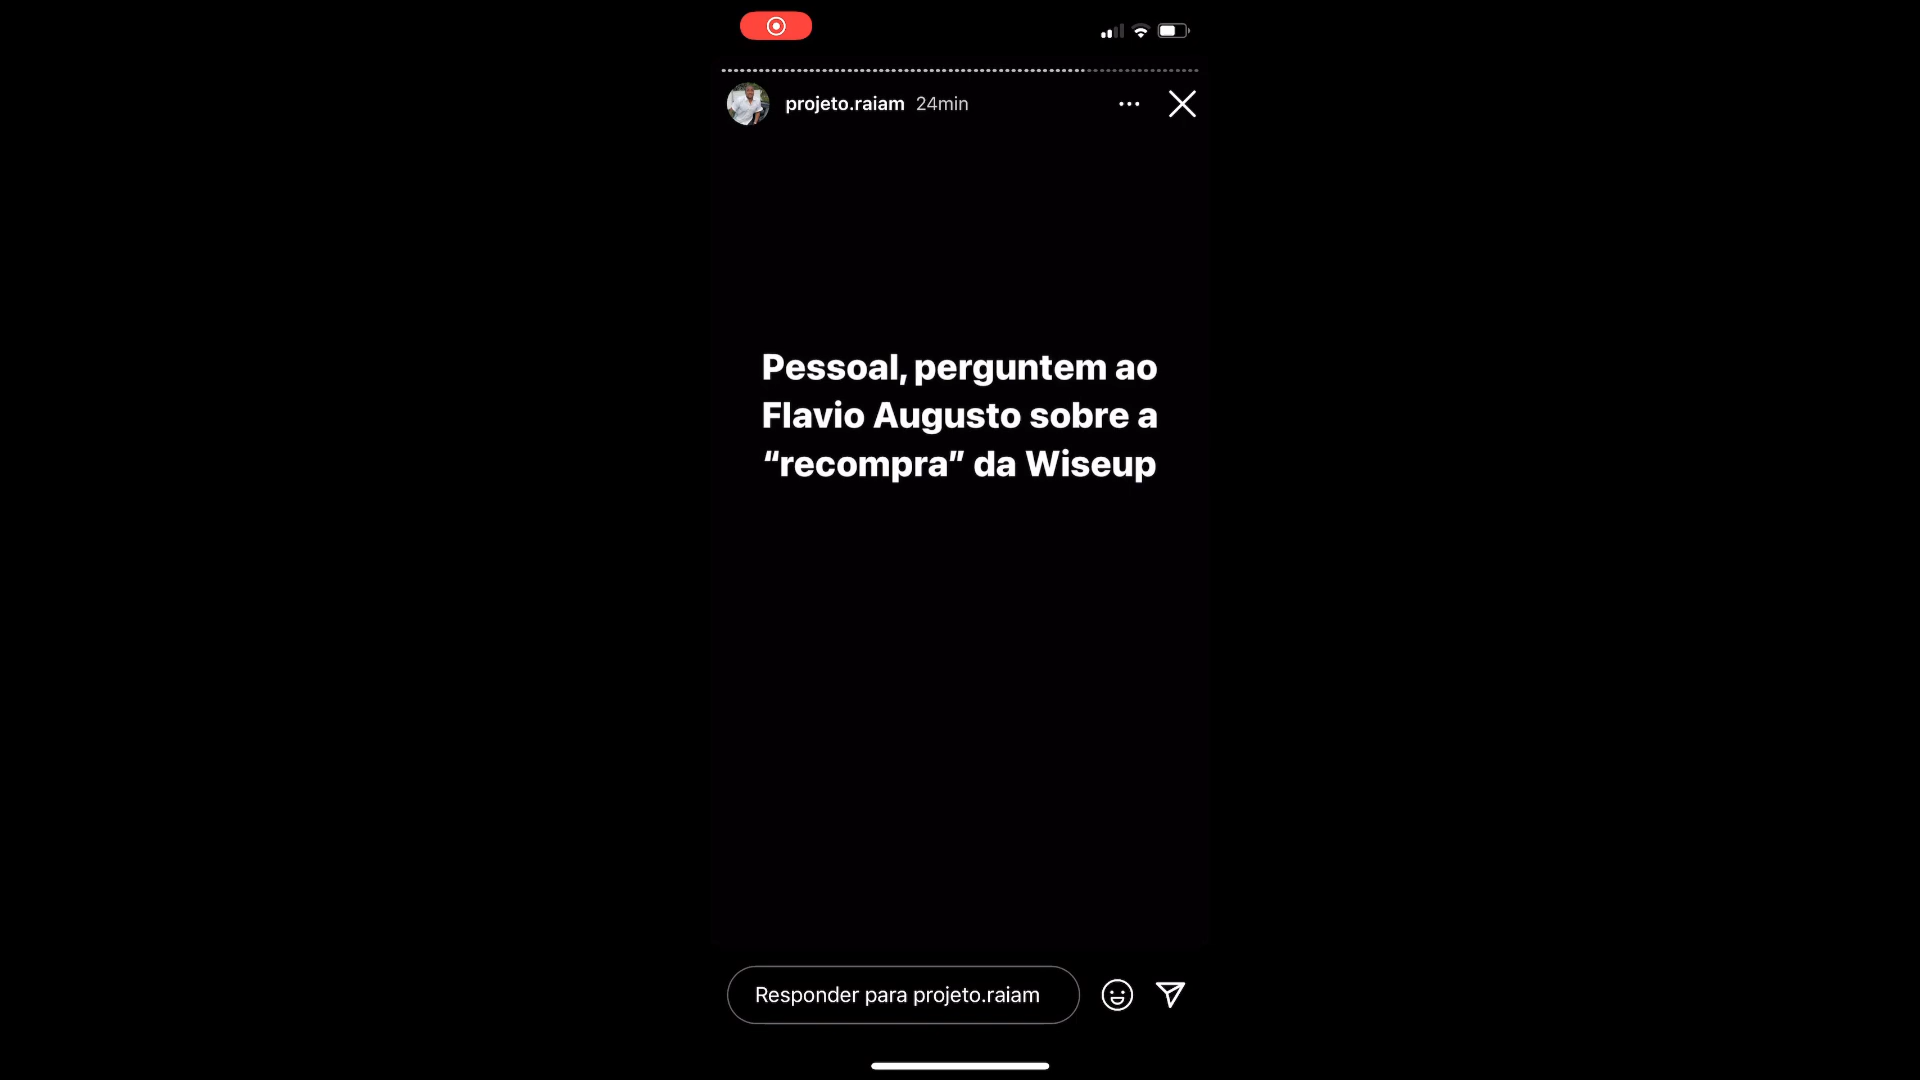 projeto.raiam 24min
Pessoal, perguntem ao
Flavio Augusto sobre a
“recompra” da Wiseup
Responder para projeto.raiam